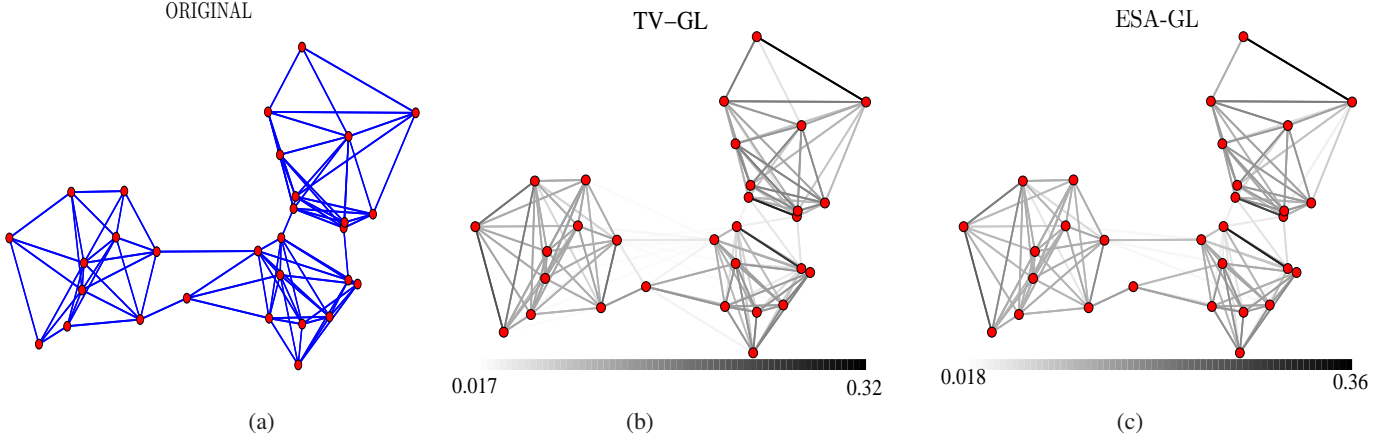 ORIGINAL
TV–GL
ESA-GL
0.017
0.32
0.018
0.36
(a)
(b)
(c)